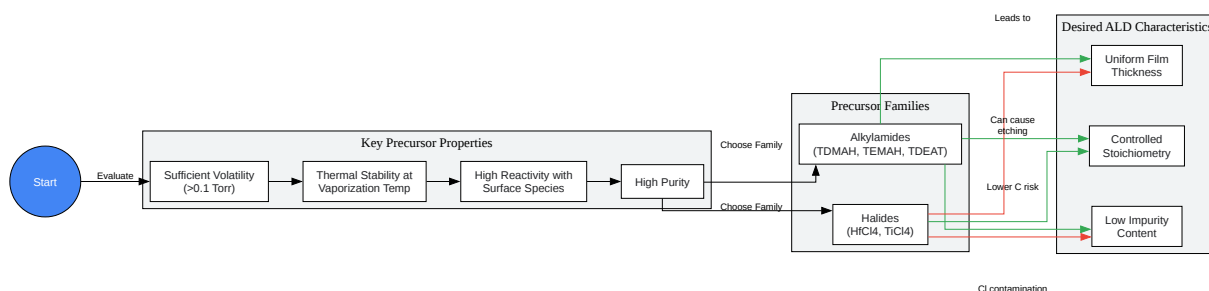 Leads to
Desired ALD Characteristics
Uniform Film
Thickness
Precursor Families
Can cause
etching
Key Precursor Properties
Choose Family
Alkylamides
(TDMAH, TEMAH, TDEAT)
Controlled
Stoichiometry
Start
Evaluate
Sufficient Volatility
(>0.1 Torr)
Thermal Stability at
Vaporization Temp
High Reactivity with
Surface Species
High Purity
Lower C risk
Choose Family
Halides
(HfCl4, TiCl4)
Low Impurity
Content
Cl contamination